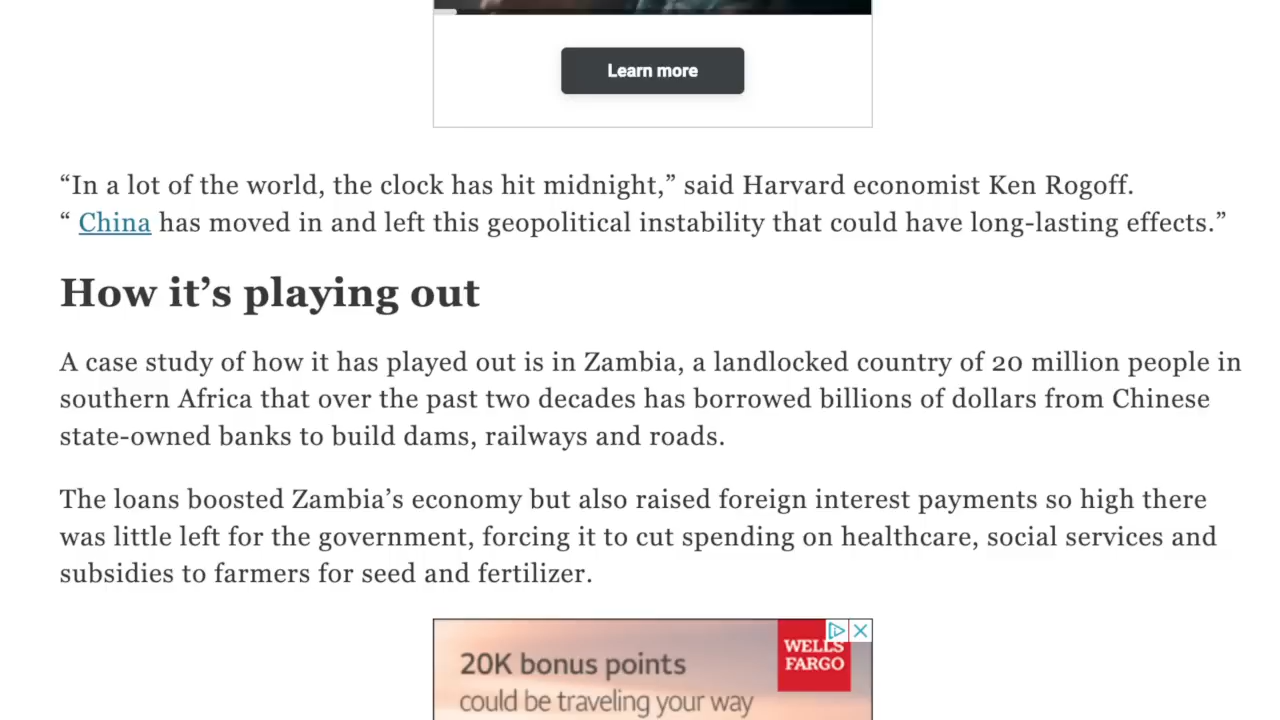 Learn more
“In a lot of the world, the clock has hit midnight,” said Harvard economist Ken Rogoff.
“ China has moved in and left this geopolitical instability that could have long-lasting effects.”
How it’s playing out
A case study of how it has played out is in Zambia, a landlocked country of 20 million people in
southern Africa that over the past two decades has borrowed billions of dollars from Chinese
state-owned banks to build dams, railways and roads.
The loans boosted Zambia’s economy but also raised foreign interest payments so high there
was little left for the government, forcing it to cut spending on healthcare, social services and
subsidies to farmers for seed and fertilizer.
20K bonus points
could be traveling your way
WELLS
FARGO